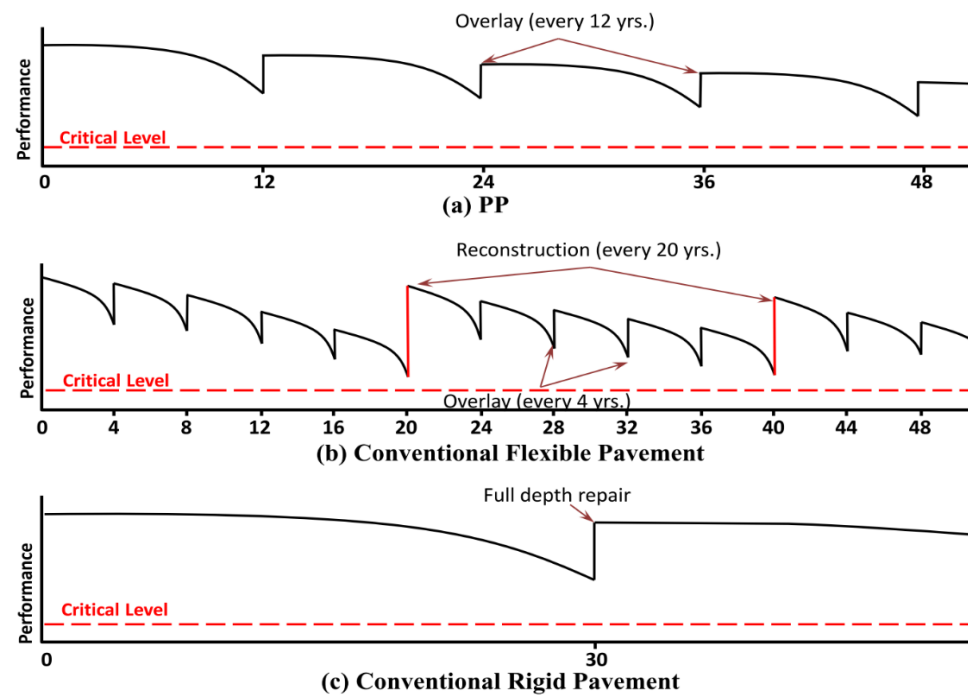 Overlay (every 12 yrs.)
Performance
Critical Level
0 12 24 36 48
(a) PP
Reconstruction (every 20 yrs.)
Performance
Critical Level
Overlay (every 4 yrs.)
0 4 8 12 16 20 24 28 32 36 40 44 48
(b) Conventional Flexible Pavement
Full depth repair
Performance
Critical Level
0 30
(c) Conventional Rigid Pavement